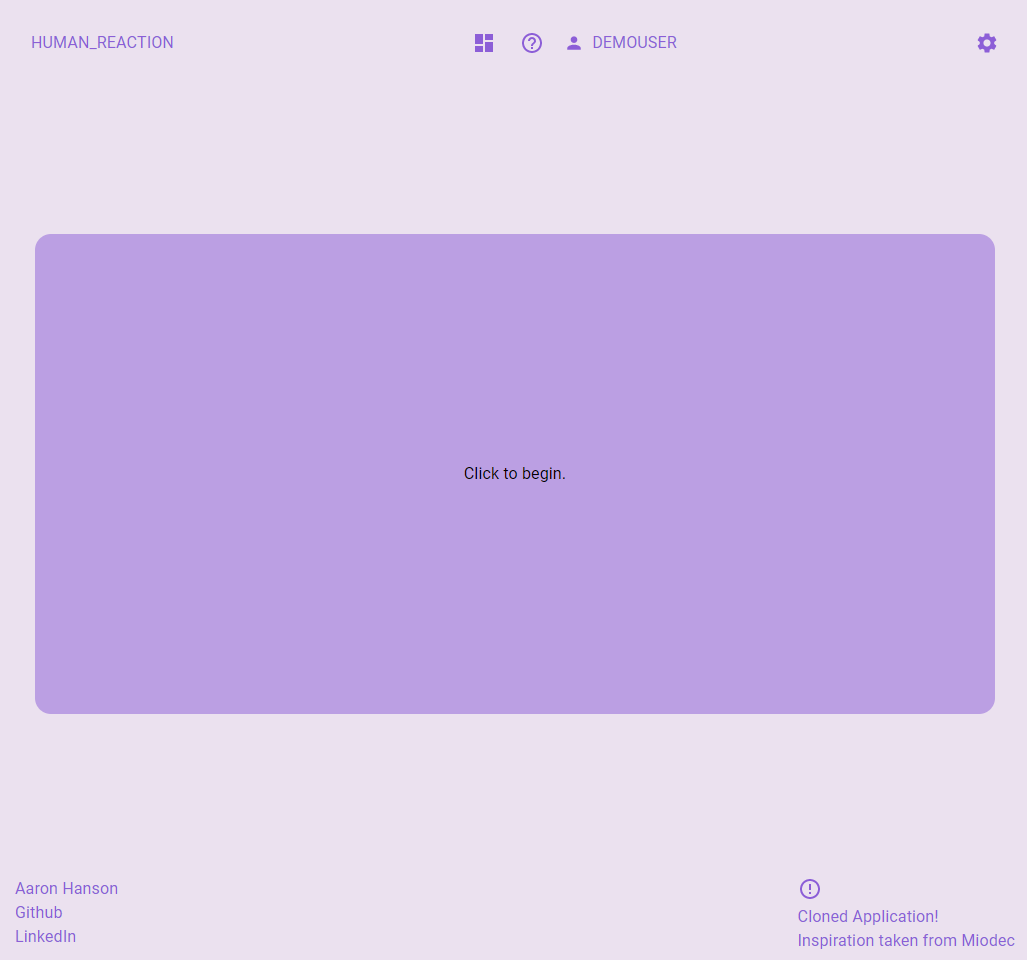 HUMAN_REACTION
DEMOUSER
Click to begin.
Aaron Hanson
Github
LinkedIn
Cloned Application!
Inspiration taken from Miodec